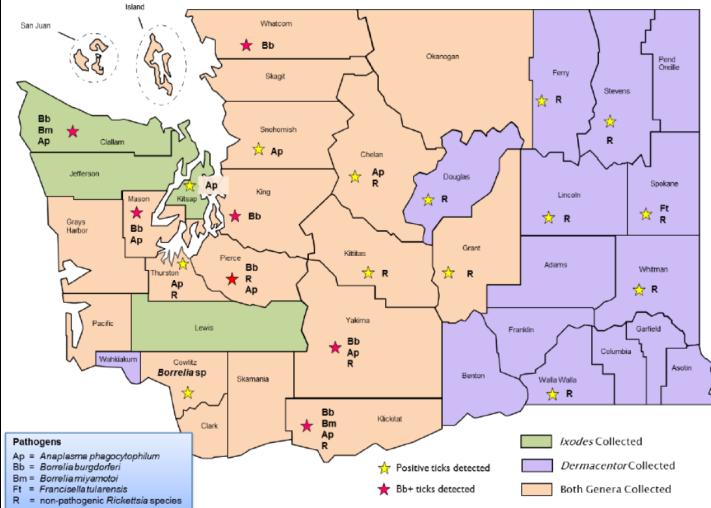 Island
San Juan
Whatcom
Bb
Skagit
Okanogan
Ferry
R
Stevens
R
Pend
Oreille
Bb
Bm
Ap
Clallam
Snohomish
Ap
Chelan
Ap
R
Jefferson
Kitsap
Ap
Douglas
R
Lincoln
R
Spokane
Ft
R
Mason
Bb
Ap
King
Bb
Grays
Harbor
Kittitas
R
Grant
R
Adams
Whitman
R
Thurston
Ap
R
Pierce
Bb
R
Ap
Pacific
Lewis
Yakima
Bb
Ap
R
Franklin
Garfield
Columbia
Asotin
Wahkiakum
Cowlitz
Borrelia sp
Skamania
Benton
Walla Walla
R
Clark
Bb
Bm
Ap
R
Klickitat
Pathogens
Ap = Anaplasma phagocytophilum
Bb = Borrelia burgdorferi
Bm = Borrelia miyamotoi
Ft = Francisella tularensis
R = non-pathogenic Rickettsia species
Positive ticks detected
Bb+ ticks detected
Ixodes Collected
Dermacentor Collected
Both Genera Collected